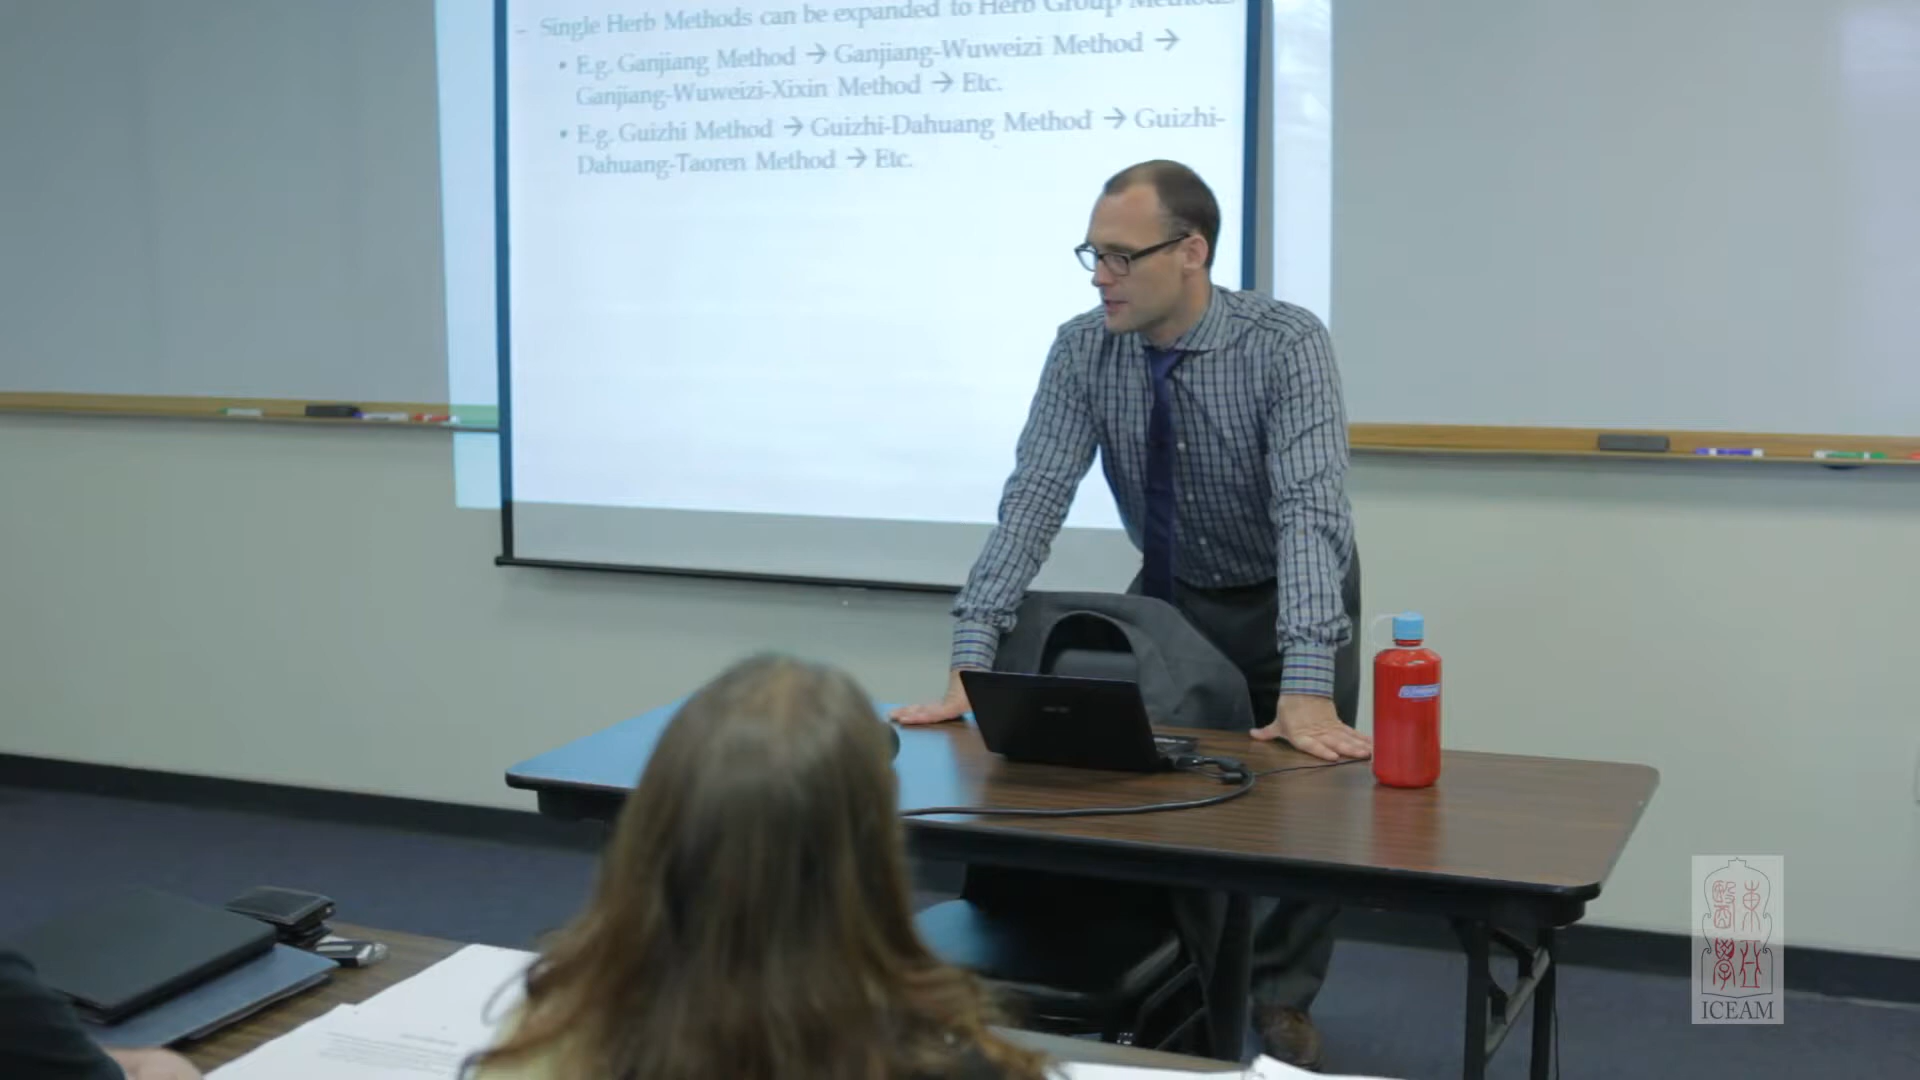 – Single Herb Methods can be expanded to Herb Group Methods
• E.g. Ganjiang Method → Ganjiang-Wuweizi Method →
Ganjiang-Wuweizi-Xixin Method → Etc.
• E.g. Guizhi Method → Guizhi-Dahuang Method → Guizhi-
Dahuang-Taoren Method → Etc.
ICEAM